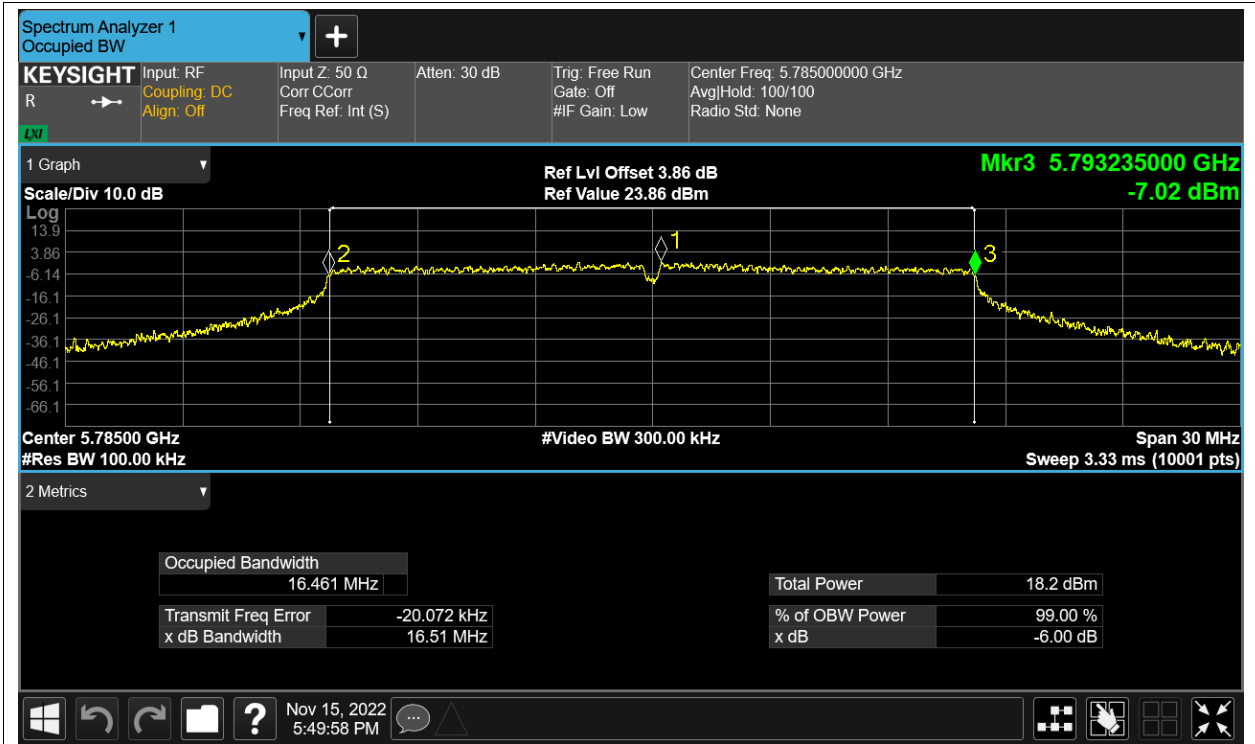 Spectrum Analyzer 1
Occupied BW
KEYSIGHT
R
LXI
Input: RF
Coupling: DC
Align: Off
Input Z: 50 Ω
Corr CCorr
Freq Ref: Int (S)
Atten: 30 dB
Trig: Free Run
Gate: Off
#IF Gain: Low
Center Freq: 5.785000000 GHz
Avg|Hold: 100/100
Radio Std: None
1 Graph
Scale/Div 10.0 dB
Ref Lvl Offset 3.86 dB
Ref Value 23.86 dBm
Mkr3 5.793235000 GHz
-7.02 dBm
Log
13.9
3.86
-6.14
-16.1
-26.1
-36.1
-46.1
-56.1
-66.1
2
1
3
Center 5.78500 GHz
#Res BW 100.00 kHz
#Video BW 300.00 kHz
Span 30 MHz
Sweep 3.33 ms (10001 pts)
2 Metrics
Occupied Bandwidth
16.461 MHz
Transmit Freq Error -20.072 kHz
x dB Bandwidth 16.51 MHz
Total Power 18.2 dBm
% of OBW Power 99.00 %
x dB -6.00 dB
?
Nov 15, 2022
5:49:58 PM